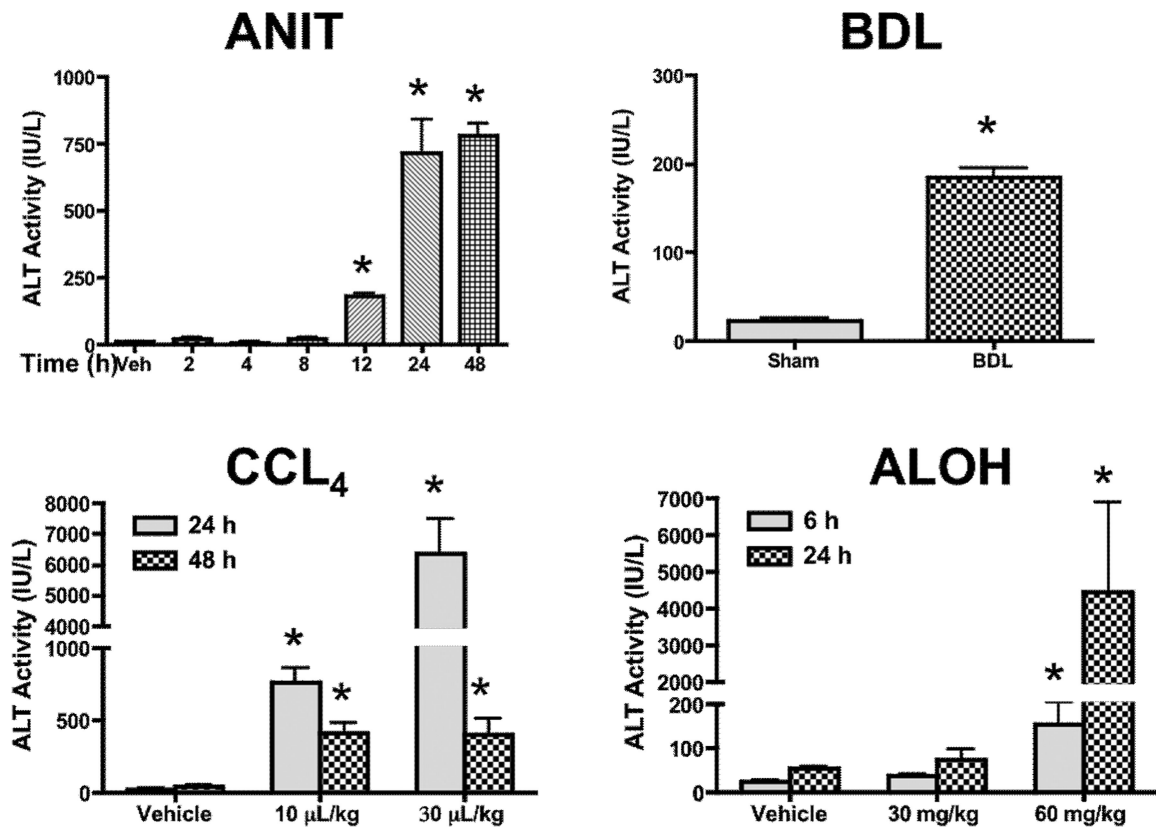 ANIT
ALT Activity (IU/L)
1000
*
*
750
500
250
*
0
Time (h) Veh 2 4 8 12 24 48
BDL
ALT Activity (IU/L)
300
*
200
100
0
Sham BDL
CCL4
ALT Activity (IU/L)
8000
7000
6000
5000
4000
1000
500
0
24 h
48 h
*
*
*
*
Vehicle 10 µL/kg 30 µL/kg
ALOH
ALT Activity (IU/L)
7000
6000
5000
4000
3000
2000
200
100
0
6 h
24 h
*
*
Vehicle 30 mg/kg 60 mg/kg